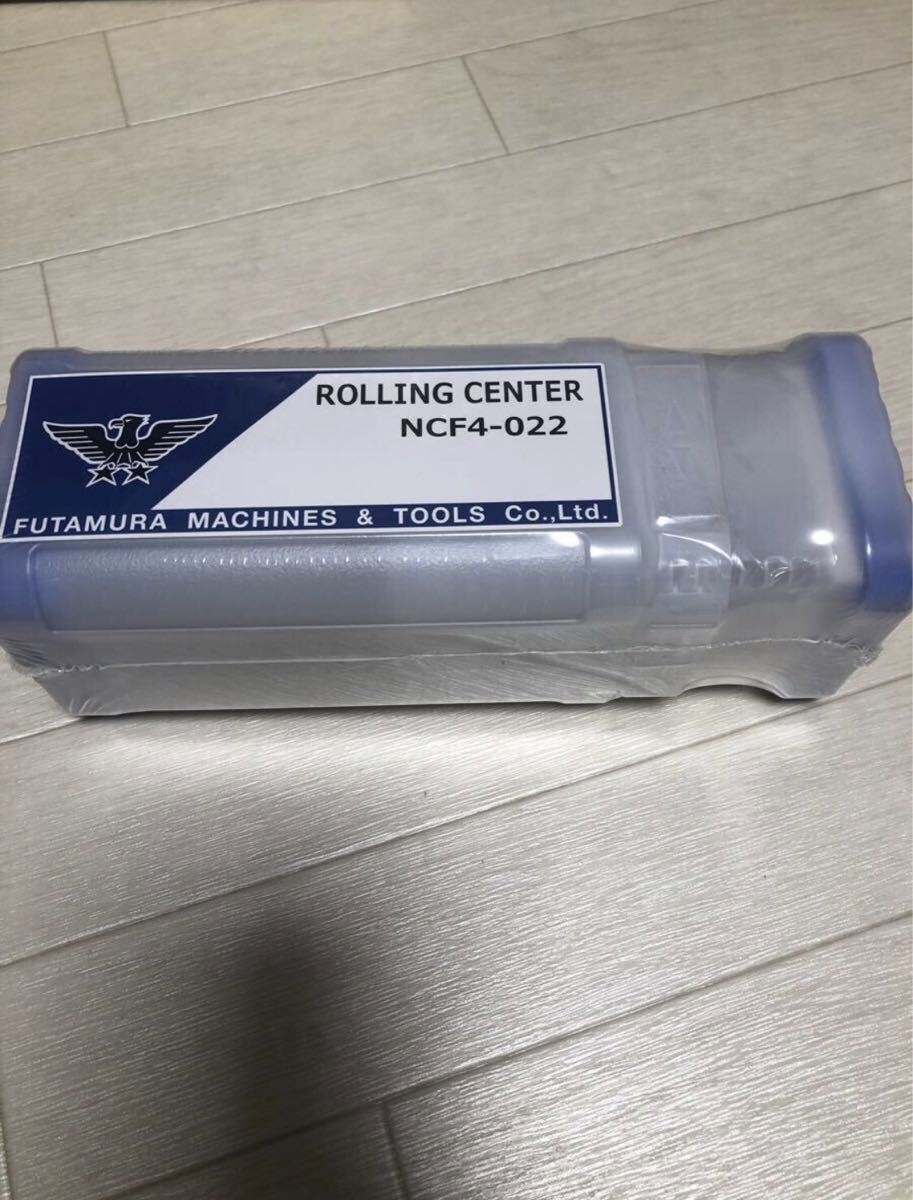 ROLLING CENTER
NCF4-022
FUTAMURA MACHINES & TOOLS Co.,Ltd.